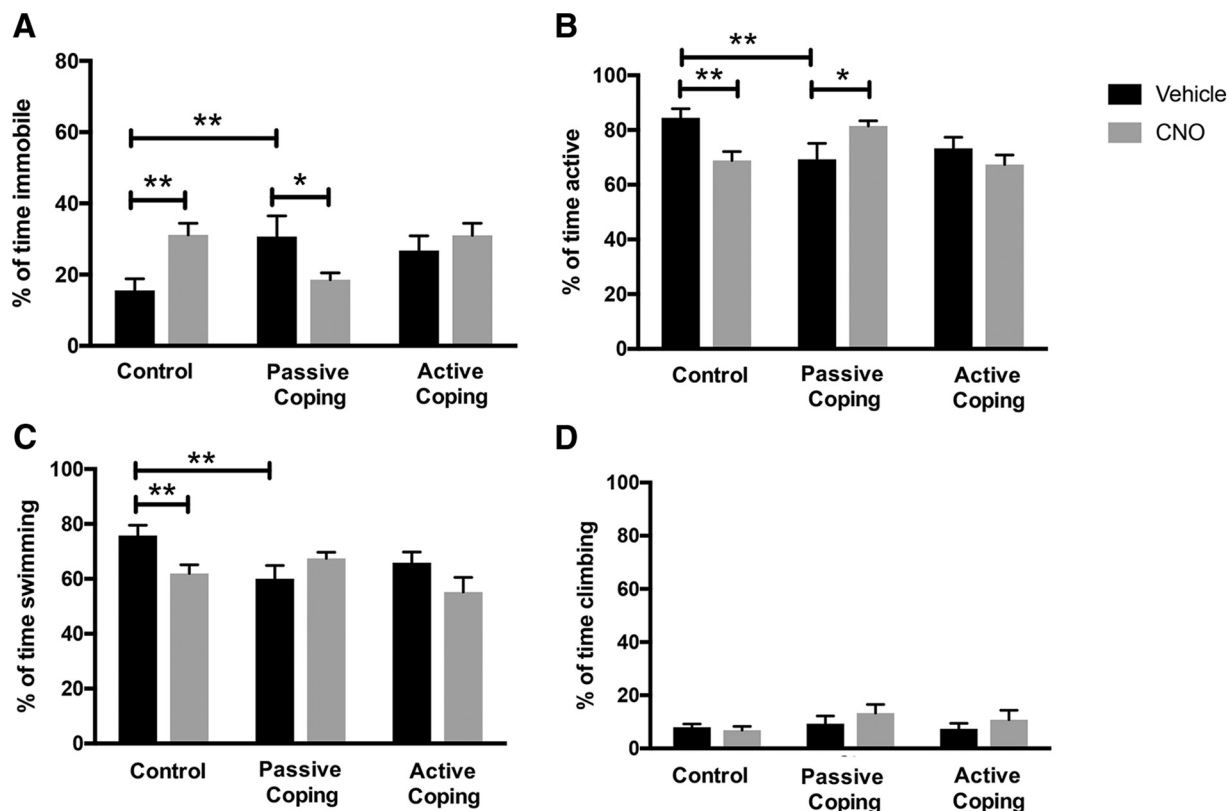 A
% of time immobile
80
60
40
20
0
**
**
*
Control
Passive
Coping
Active
Coping
B
% of time active
100
80
60
40
20
0
**
**
*
Control
Passive
Coping
Active
Coping
Vehicle
CNO
C
% of time swimming
100
80
60
40
20
0
**
**
Control
Passive
Coping
Active
Coping
D
% of time climbing
100
80
60
40
20
0
Control
Passive
Coping
Active
Coping